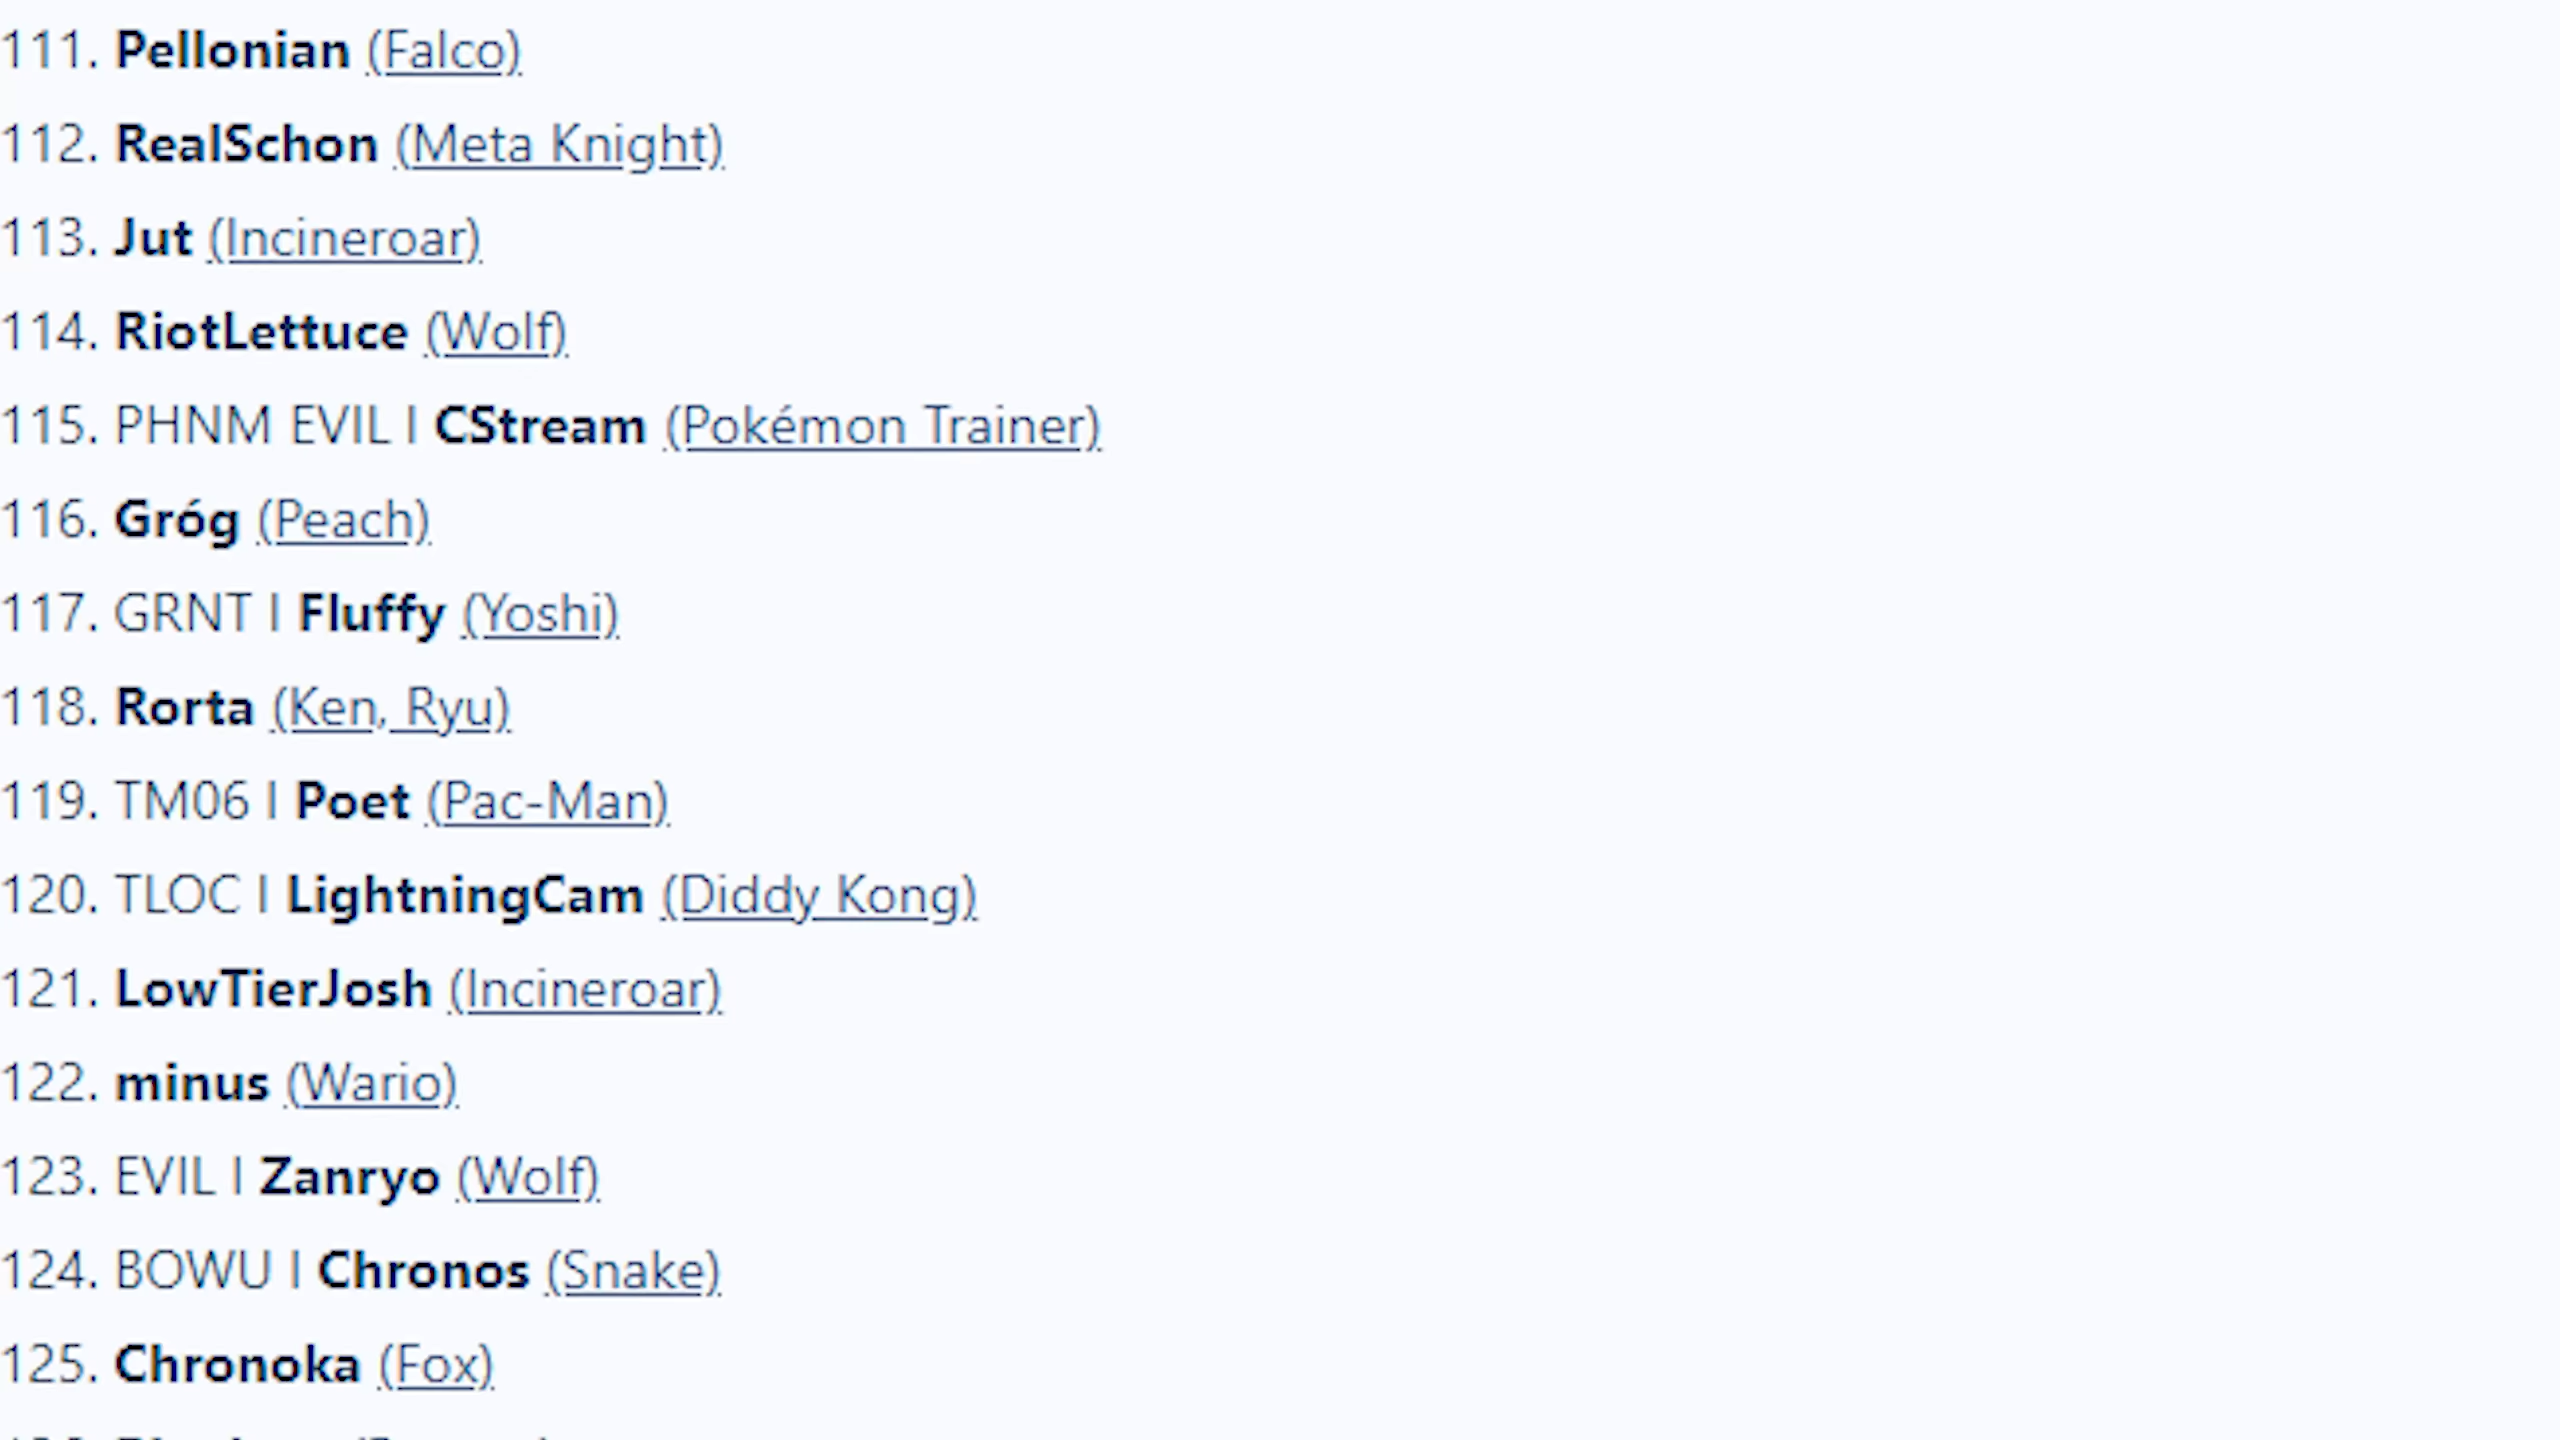 111. Pellonian (Falco)
112. RealSchon (Meta Knight)
113. Jut (Incineroar)
114. RiotLettuce (Wolf)
115. PHNM EVIL | CStream (Pokémon Trainer)
116. Gróg (Peach)
117. GRNT | Fluffy (Yoshi)
118. Rorta (Ken, Ryu)
119. TM06 | Poet (Pac-Man)
120. TLOC | LightningCam (Diddy Kong)
121. LowTierJosh (Incineroar)
122. minus (Wario)
123. EVIL | Zanryo (Wolf)
124. BOWU | Chronos (Snake)
125. Chronoka (Fox)